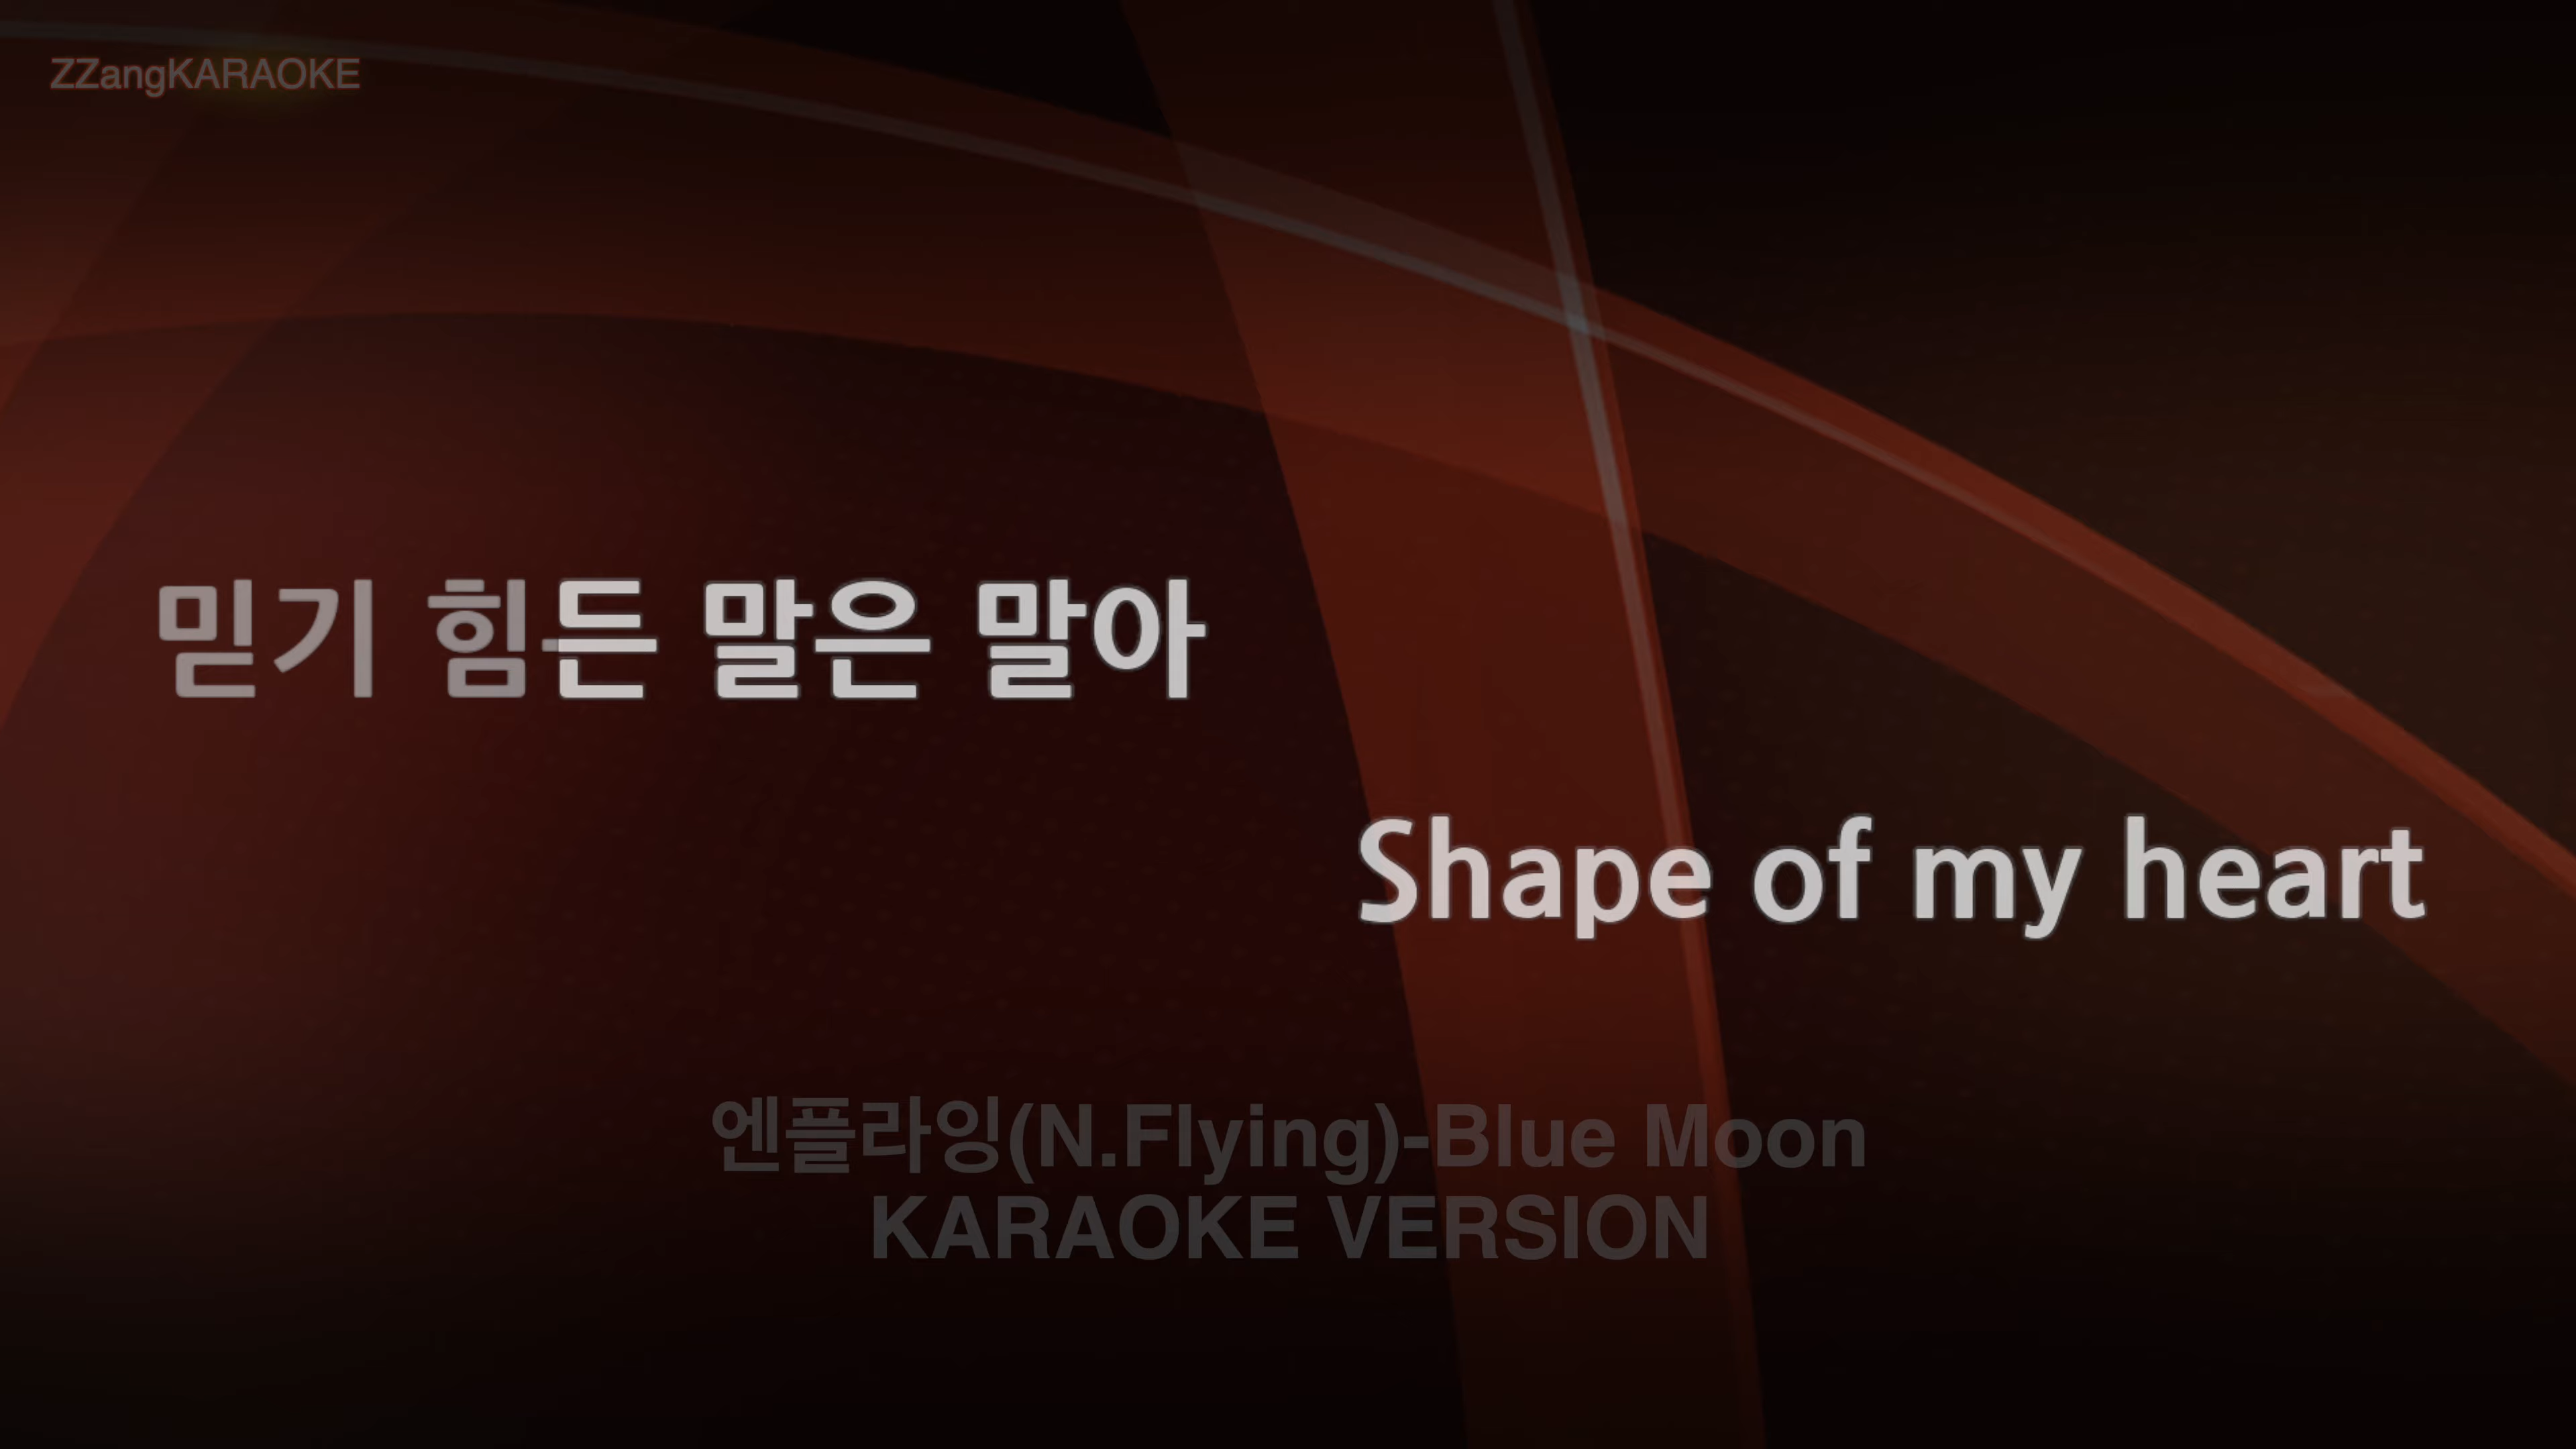 ZZangKARAOKE
믿기 힘든 말은 말아
Shape of my heart
엔플라잉(N.Flying)-Blue Moon
KARAOKE VERSION